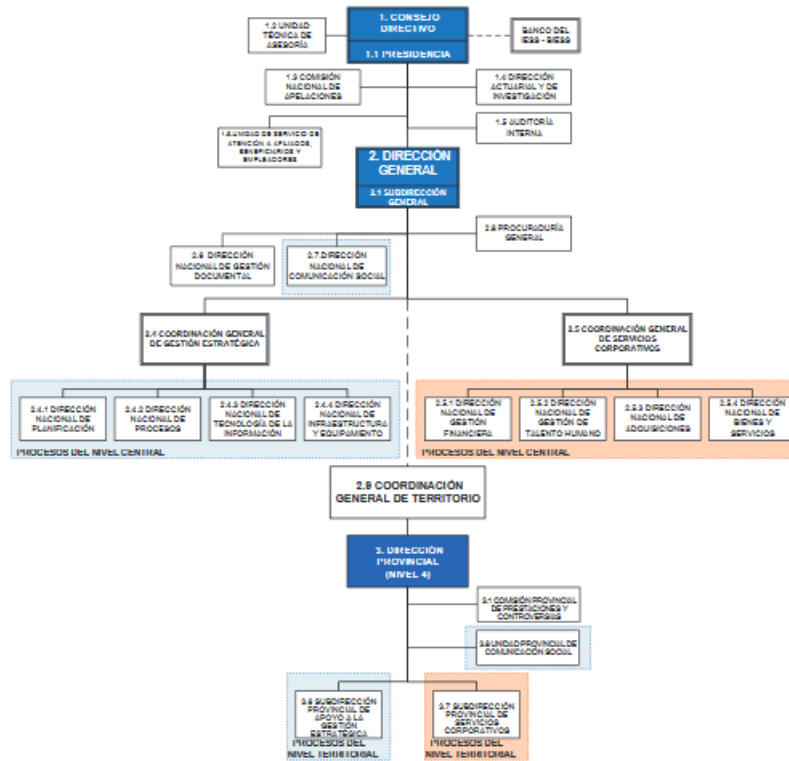 1. CONSEJO
DIRECTIVO
1.1 PRESIDENCIA
1.2 UNIDAD
TÉCNICA DE
ASESORÍA
BANCO DEL
IESS - BIESS
1.3 COMISIÓN
NACIONAL DE
APELACIONES
1.4 DIRECCIÓN
ACTUARIAL Y DE
INVESTIGACIÓN
1.5 AUDITORÍA
INTERNA
1.6 UNIDAD DE SERVICIO DE
ATENCIÓN A AFILIADOS,
BENEFICIARIOS Y
EMPLEADORES
2. DIRECCIÓN
GENERAL
2.1 SUBDIRECCIÓN
GENERAL
PROCURADURÍA
GENERAL
2.6 DIRECCIÓN
NACIONAL DE GESTIÓN
DOCUMENTAL
2.7 DIRECCIÓN
NACIONAL DE
COMUNICACIÓN SOCIAL
2.4 COORDINACIÓN GENERAL
DE GESTIÓN ESTRATÉGICA
2.5 COORDINACIÓN GENERAL
DE SERVICIOS
CORPORATIVOS
2.4.1 DIRECCIÓN
NACIONAL DE
PLANIFICACIÓN
2.4.2 DIRECCIÓN
NACIONAL DE
PROCESOS
2.4.3 DIRECCIÓN
NACIONAL DE
TECNOLOGÍA DE LA
INFORMACIÓN
2.4.4 DIRECCIÓN
NACIONAL DE
INFRAESTRUCTURA
Y EQUIPAMIENTO
PROCESOS DEL NIVEL CENTRAL
2.5.1 DIRECCIÓN
NACIONAL DE
GESTIÓN
FINANCIERA
2.5.2 DIRECCIÓN
NACIONAL DE
GESTIÓN DE
TALENTO HUMANO
2.5.3 DIRECCIÓN
NACIONAL DE
ADQUISICIONES
2.5.4 DIRECCIÓN
NACIONAL DE
BIENES Y
SERVICIOS
PROCESOS DEL NIVEL CENTRAL
2.9 COORDINACIÓN
GENERAL DE TERRITORIO
3. DIRECCIÓN
PROVINCIAL
(NIVEL 4)
3.1 COMISIÓN PROVINCIAL
DE PRESTACIONES Y
CONTROVERSIAS
UNIDAD PROVINCIAL DE
COMUNICACIÓN SOCIAL
SUBDIRECCIÓN
PROVINCIAL DE
APOYO A LA
GESTIÓN
ESTRATÉGICA
PROCESOS DEL
NIVEL TERRITORIAL
3.7 SUBDIRECCIÓN
PROVINCIAL DE
SERVICIOS
CORPORATIVOS
PROCESOS DEL
NIVEL TERRITORIAL